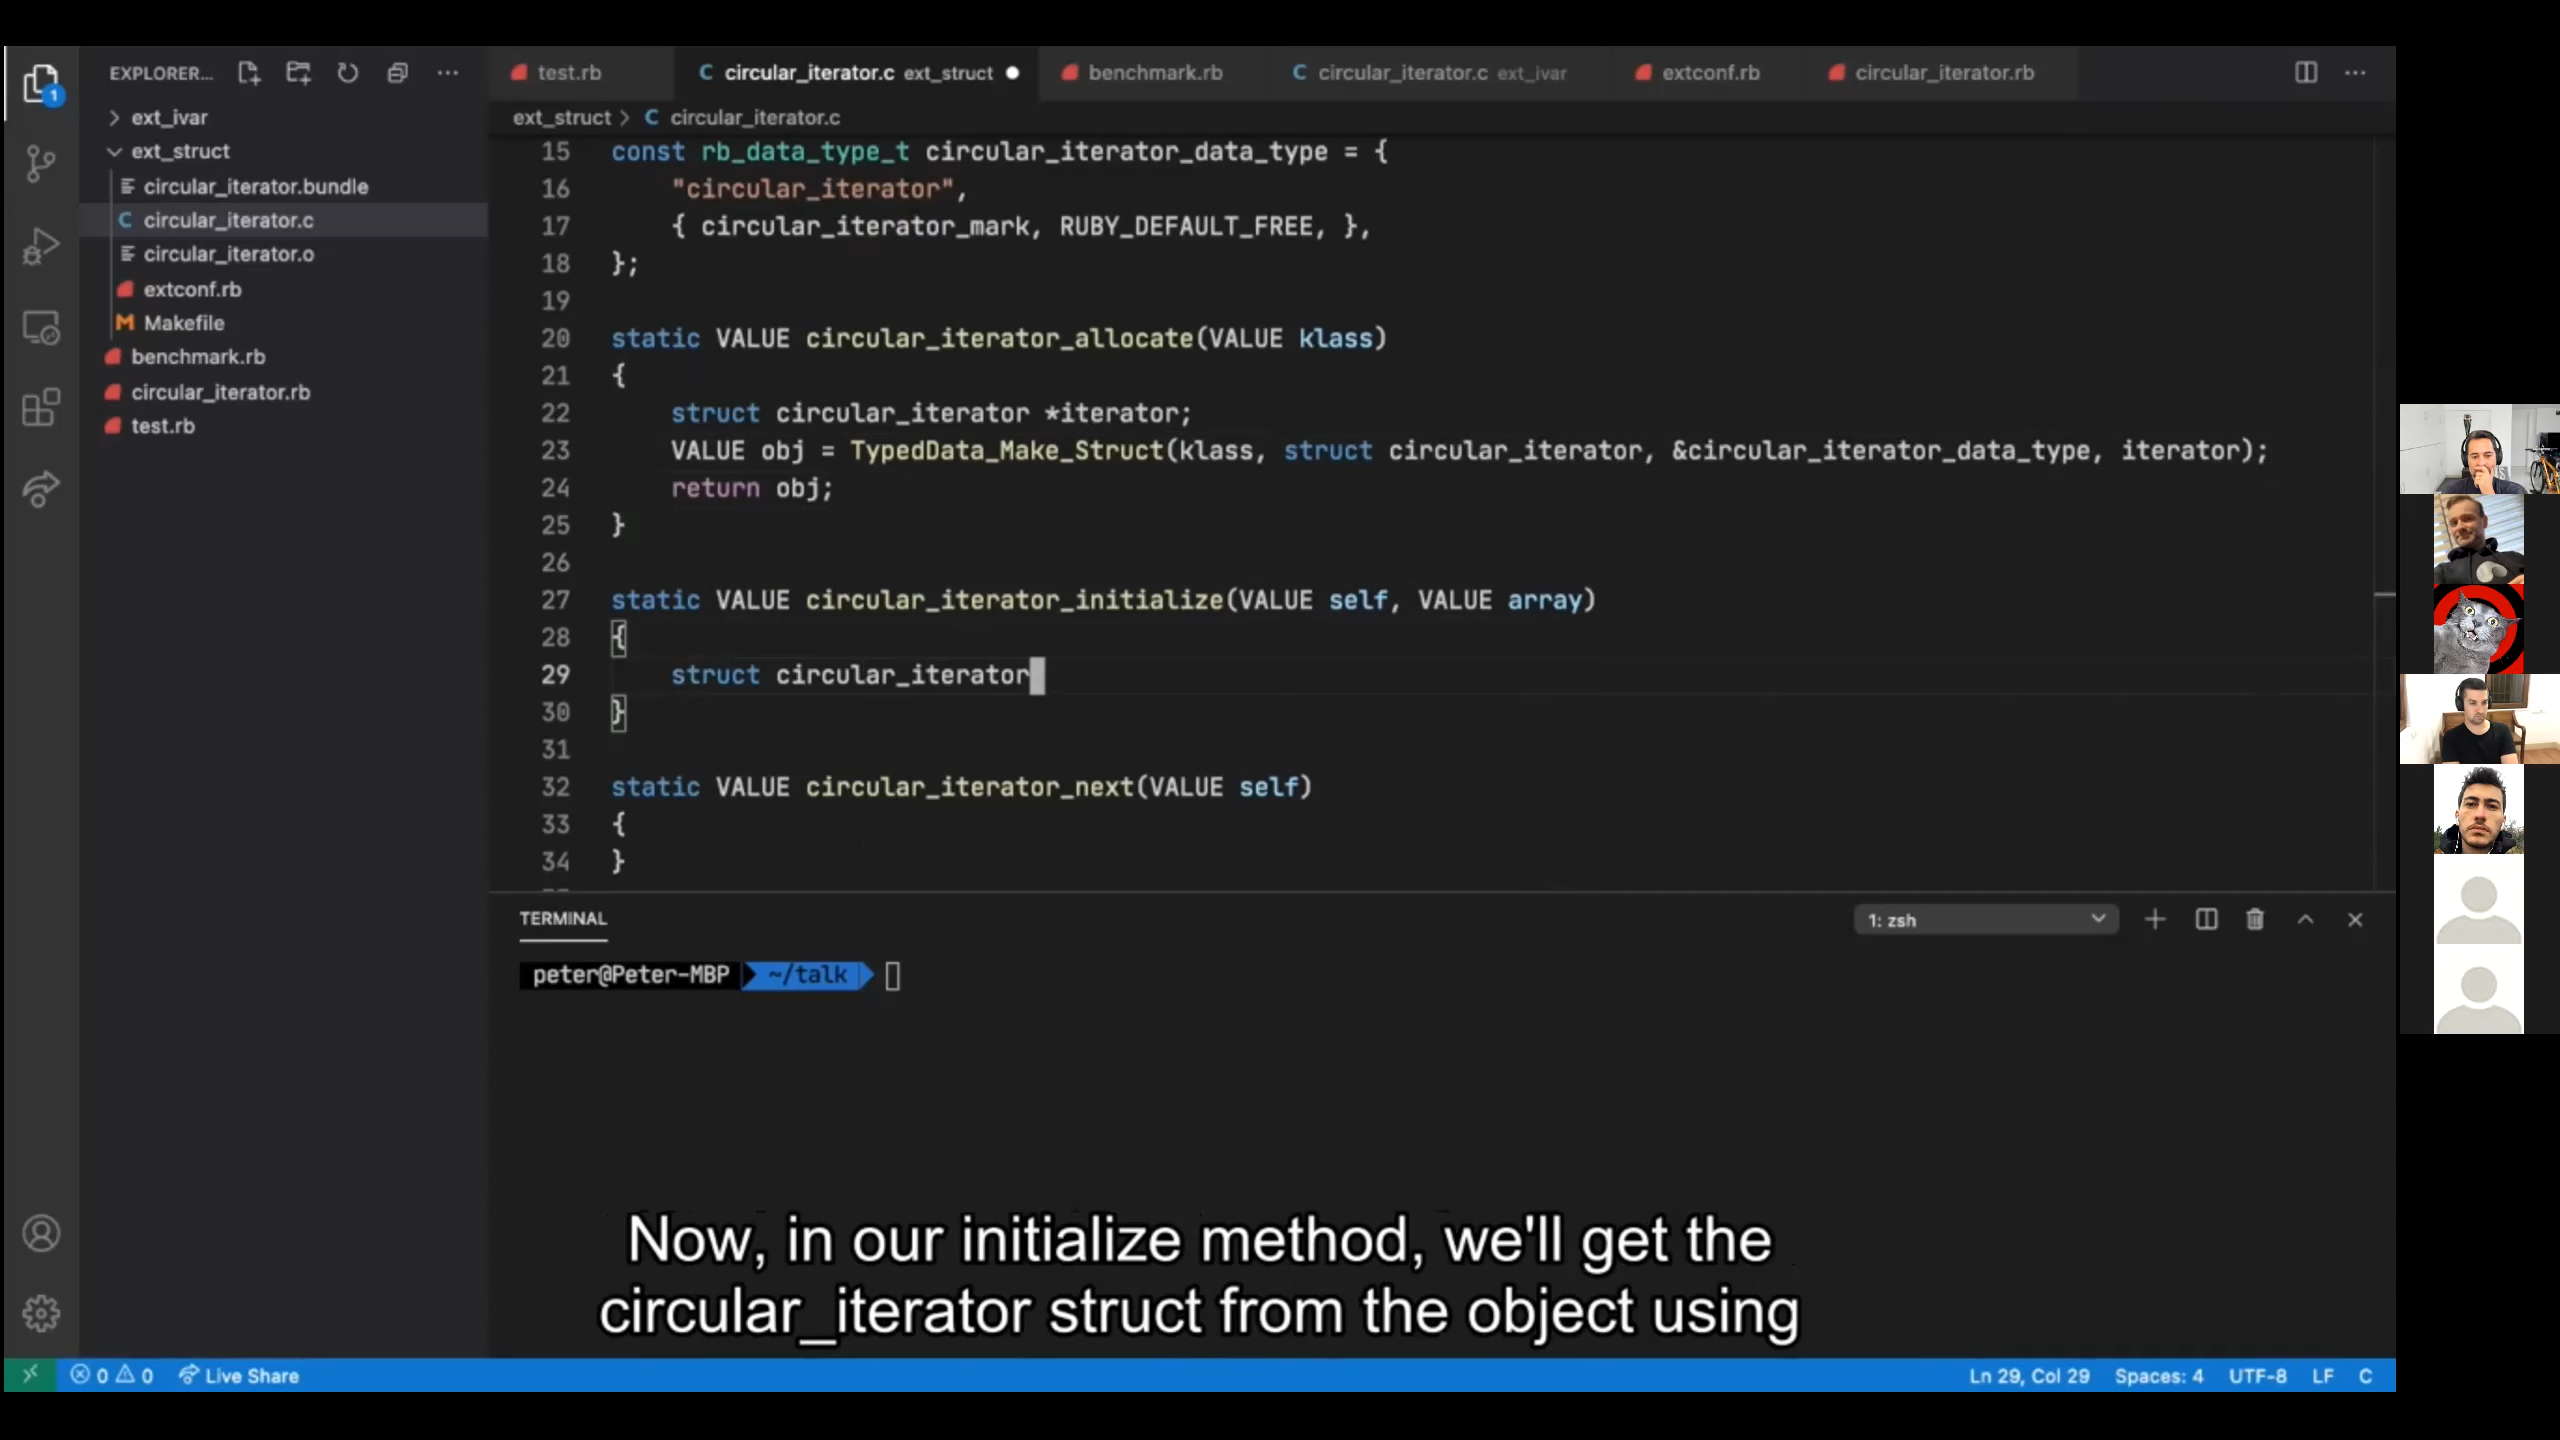 EXPLORER...
test.rb
circular_iterator.c ext_struct
benchmark.rb
circular_iterator.c ext_ivar
extconf.rb
circular_iterator.rb
1
ext_ivar
ext_struct
circular_iterator.bundle
circular_iterator.c
circular_iterator.o
extconf.rb
Makefile
benchmark.rb
circular_iterator.rb
test.rb
ext_struct > C circular_iterator.c
15 const rb_data_type_t circular_iterator_data_type = {
16 "circular_iterator",
17 { circular_iterator_mark, RUBY_DEFAULT_FREE, },
18 };
19
20 static VALUE circular_iterator_allocate(VALUE klass)
21 {
22 struct circular_iterator *iterator;
23 VALUE obj = TypedData_Make_Struct(klass, struct circular_iterator, &circular_iterator_data_type, iterator);
24 return obj;
25 }
26
27 static VALUE circular_iterator_initialize(VALUE self, VALUE array)
28 {
29 struct circular_iterator
30 }
31
32 static VALUE circular_iterator_next(VALUE self)
33 {
34 }
TERMINAL
1: zsh
peter@Peter-MBP ~/talk
Now, in our initialize method, we'll get the
circular_iterator struct from the object using
0 0 Live Share
Ln 29, Col 29 Spaces: 4 UTF-8 LF C